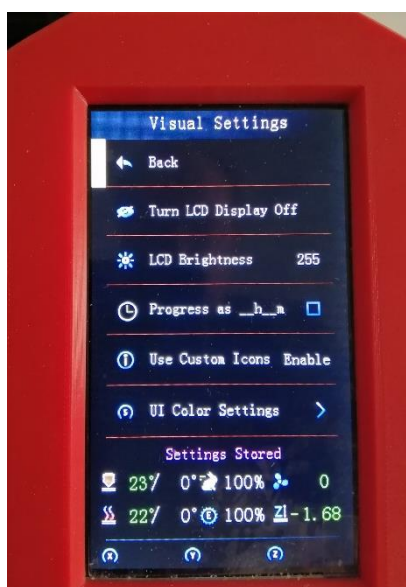 Visual Settings
Back
Turn LCD Display Off
LCD Brightness 255
Progress as __h__m
Use Custom Icons Enable
UI Color Settings >
Settings Stored
23°/ 0° 100% 0
22°/ 0° E 100% Z -1.68
X Y Z